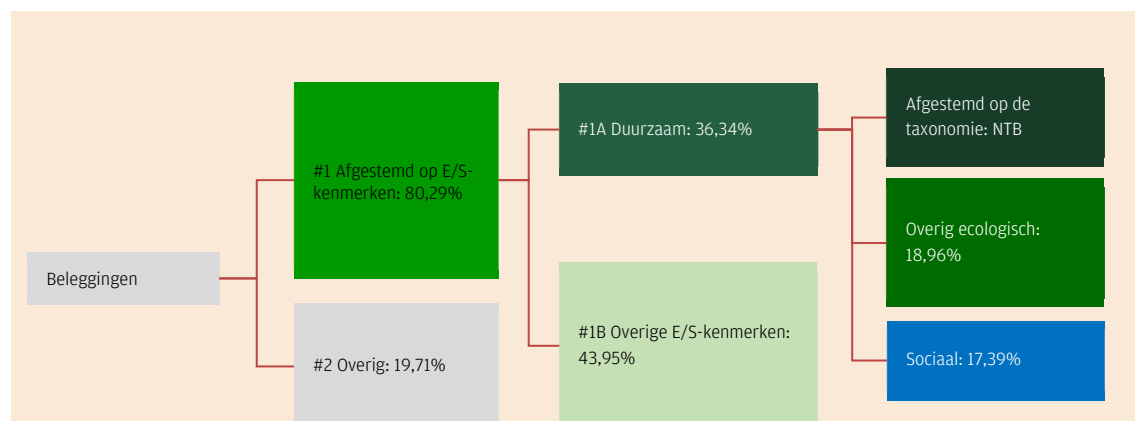 Beleggingen
#1 Afgestemd op E/S-
kenmerken: 80,29%
#2 Overig: 19,71%
#1A Duurzaam: 36,34%
#1B Overige E/S-kenmerken:
43,95%
Afgestemd op de
taxonomie: NTB
Overig ecologisch:
18,96%
Sociaal: 17,39%